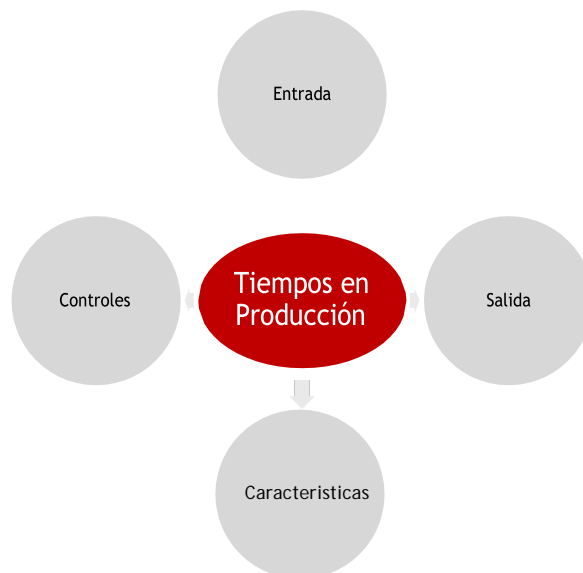 Entrada
Controles
Tiempos en
Producción
Salida
Caracteristicas